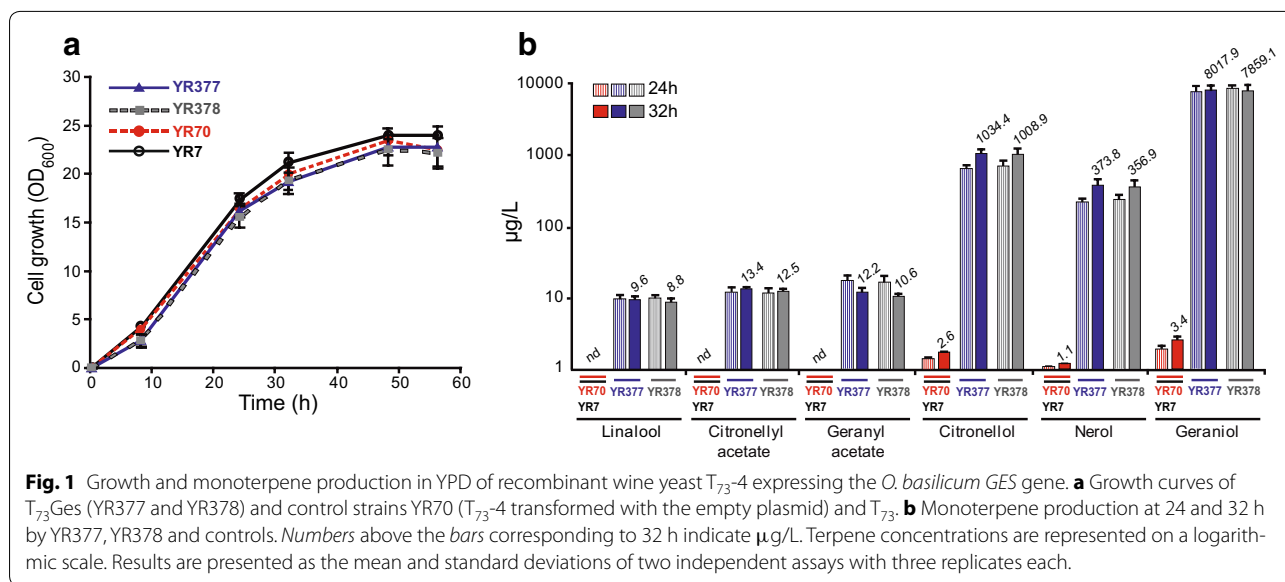 a
30
25
20
15
10
5
0
Cell growth (OD600)
YR377
YR378
YR70
YR7
0 10 20 30 40 50 60
Time (h)
b
10000
1000
100
10
1
µg/L
24h
32h
nd 9.6 8.8
nd 13.4 12.5
nd 12.2 10.6
2.6 1034.4 1008.9
1.1 373.8 356.9
3.4 8017.9 7859.1
YR70 YR377 YR378 YR70 YR377 YR378 YR70 YR377 YR378 YR70 YR377 YR378 YR70 YR377 YR378 YR70 YR377 YR378
YR7 YR7 YR7 YR7 YR7 YR7
Linalool Citronellyl Geranyl Citronellol Nerol Geraniol
acetate acetate
Fig. 1 Growth and monoterpene production in YPD of recombinant wine yeast T73-4 expressing the O. basilicum GES gene. a Growth curves of
T73Ges (YR377 and YR378) and control strains YR70 (T73-4 transformed with the empty plasmid) and T73. b Monoterpene production at 24 and 32 h
by YR377, YR378 and controls. Numbers above the bars corresponding to 32 h indicate µg/L. Terpene concentrations are represented on a logarith-
mic scale. Results are presented as the mean and standard deviations of two independent assays with three replicates each.